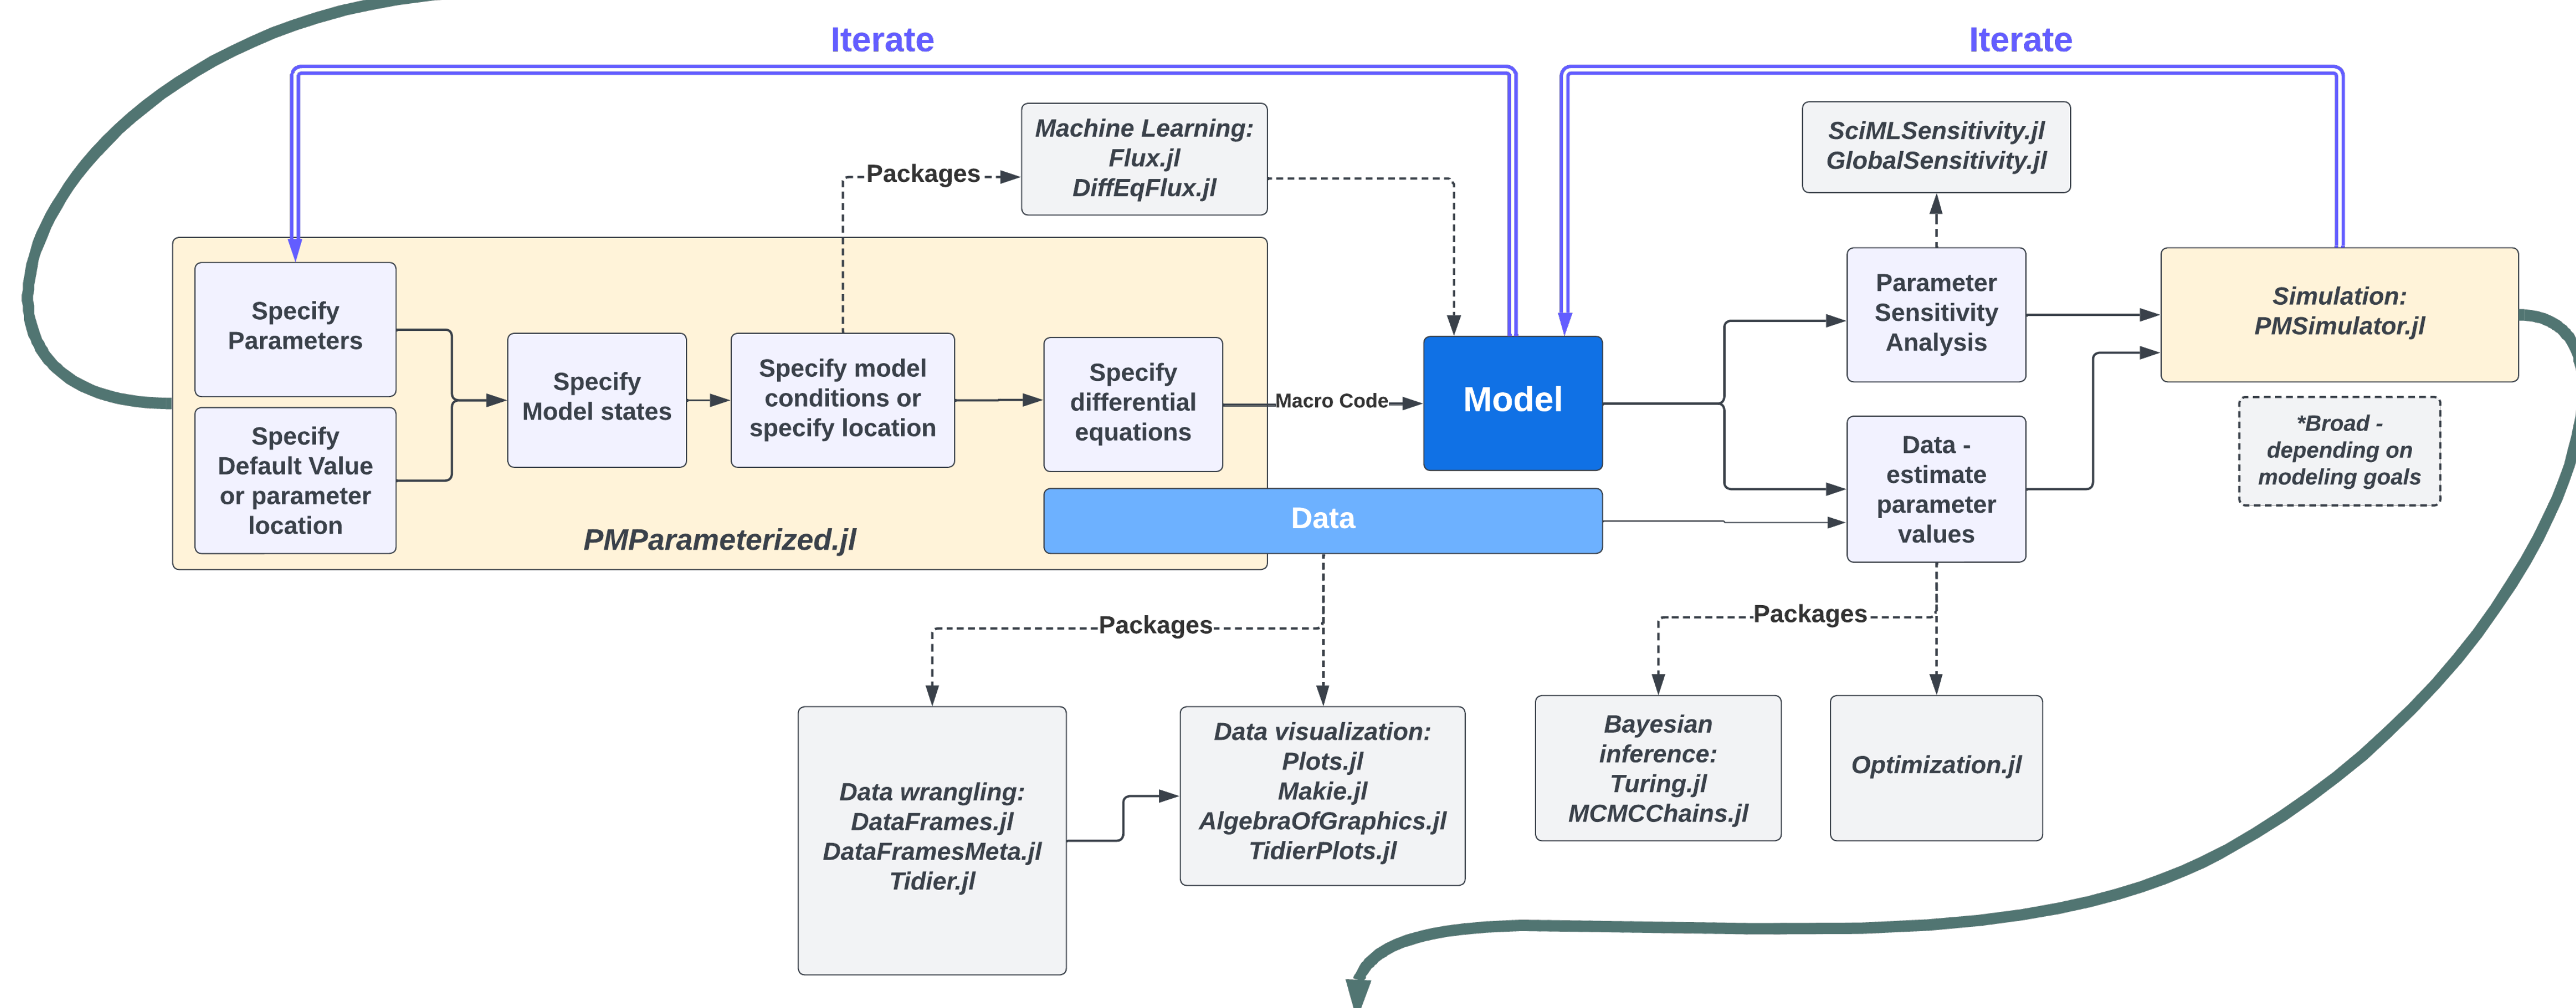 Iterate
Iterate
Machine Learning:
Flux.jl
DiffEqFlux.jl
Packages
SciMLSensitivity.jl
GlobalSensitivity.jl
Specify
Parameters
Specify
Default Value
or parameter
location
Specify
Model states
Specify model
conditions or
specify location
Specify
differential
equations
PMParameterized.jl
Macro Code
Model
Data
Parameter
Sensitivity
Analysis
Data -
estimate
parameter
values
Simulation:
PMSimulator.jl
*Broad -
depending on
modeling goals
Packages
Packages
Data wrangling:
DataFrames.jl
DataFramesMeta.jl
Tidier.jl
Data visualization:
Plots.jl
Makie.jl
AlgebraOfGraphics.jl
TidierPlots.jl
Bayesian
inference:
Turing.jl
MCMCChains.jl
Optimization.jl